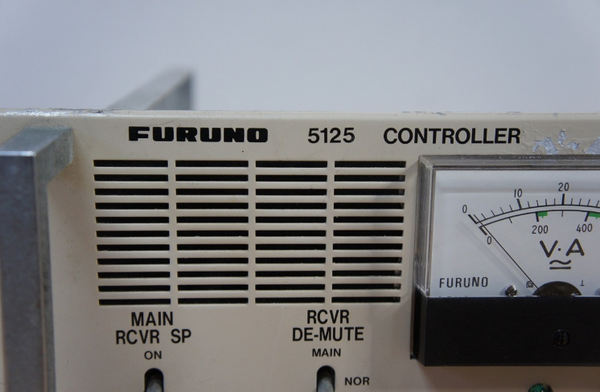 FURUNO 5125 CONTROLLER
0 10 20
0 200 400
V·A
FURUNO
MAIN
RCVR SP
ON
RCVR
DE-MUTE
MAIN
NOR